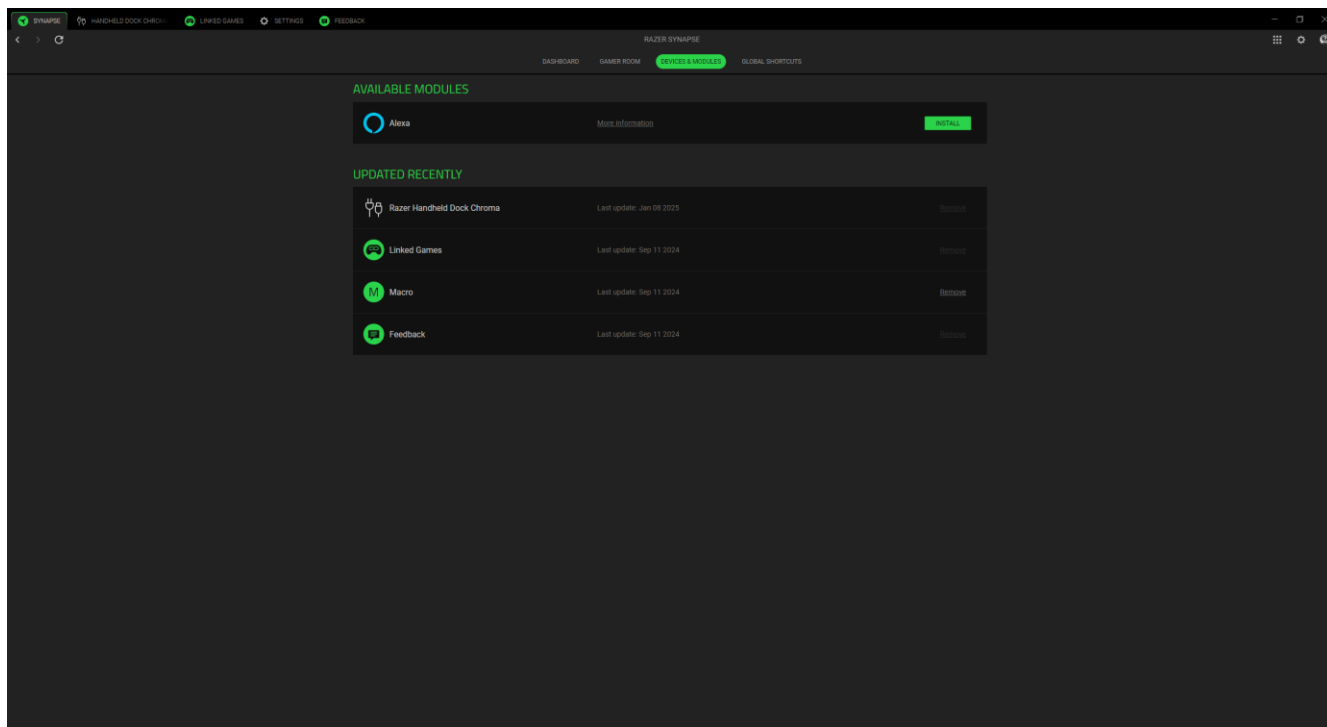 SYNAPSE HANDHELD DOCK CHROM LINKED GAMES SETTINGS FEEDBACK
RAZER SYNAPSE
DASHBOARD GAMER ROOM DEVICES & MODULES GLOBAL SHORTCUTS
AVAILABLE MODULES
Alexa More information INSTALL
UPDATED RECENTLY
Razer Handheld Dock Chroma Last update: Jan 08 2025 Remove
Linked Games Last update: Sep 11 2024 Remove
M Macro Last update: Sep 11 2024 Remove
Feedback Last update: Sep 11 2024 Remove